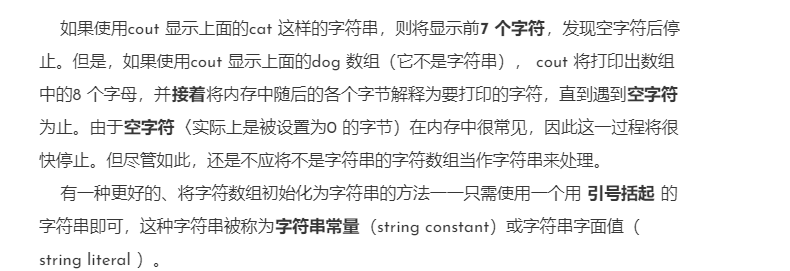 如果使用cout 显示上面的cat 这样的字符串，则将显示前7 个字符，发现空字符后停
止。但是，如果使用cout 显示上面的dog 数组（它不是字符串）， cout 将打印出数组
中的8 个字母，并接着将内存中随后的各个字节解释为要打印的字符，直到遇到空字符
为止。由于空字符〈实际上是被设置为0 的字节）在内存中很常见，因此这一过程将很
快停止。但尽管如此，还是不应将不是字符串的字符数组当作字符串来处理。
有一种更好的、将字符数组初始化为字符串的方法一一只需使用一个用 引号括起 的
字符串即可，这种字符串被称为字符串常量（string constant）或字符串字面值（
string literal ）。